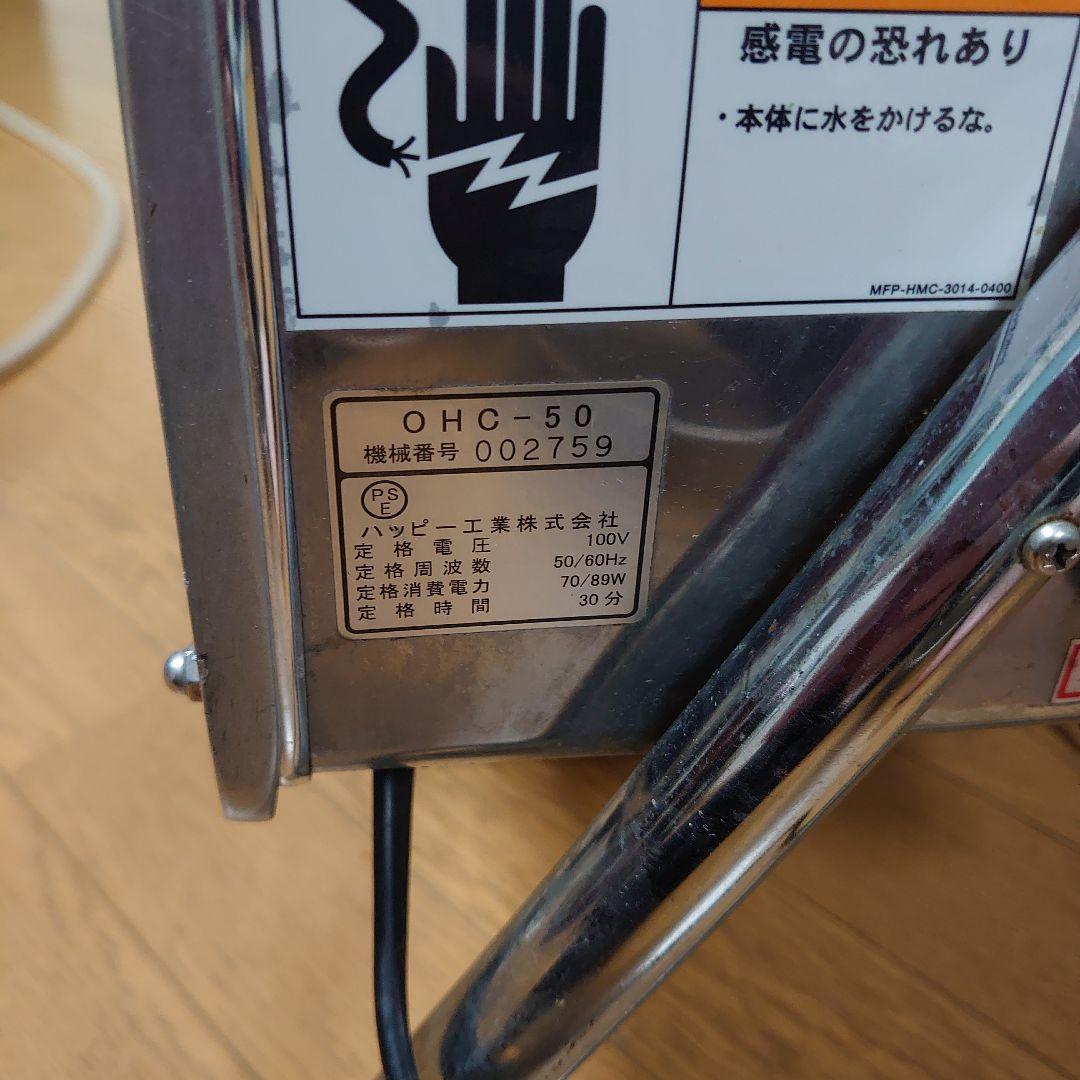 感電の恐れあり
・本体に水をかけるな。
MFP-HMC-3014-0400
OHC-50
機械番号 002759
PSE
ハッピー工業株式会社
定格電圧 100V
定格周波数 50/60Hz
定格消費電力 70/89W
定格時間 30分